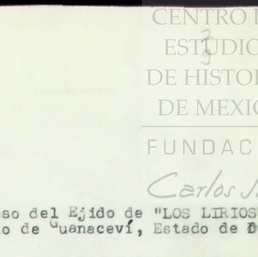 CENTRO D
ESTUDIO
DE HISTOR
DE MEXIC
FUNDAC
Carlos S
so del Ejido de "LOS LIRIOS"
o de Guanaceví, Estado de D